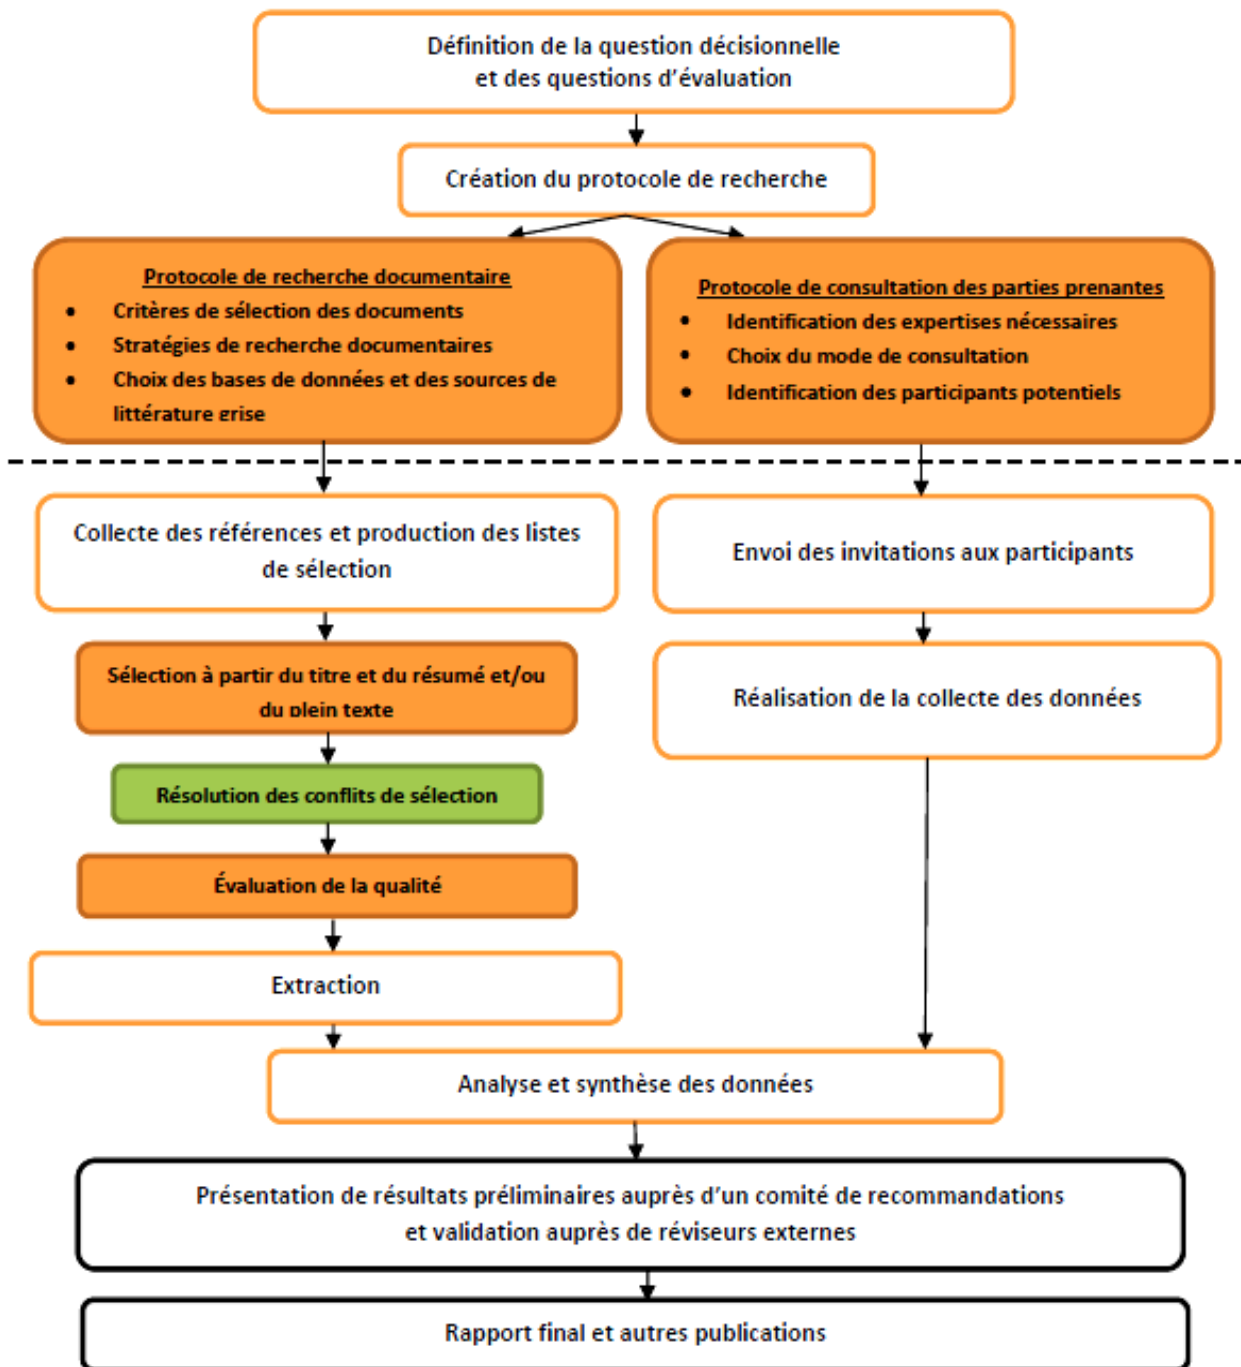 Définition de la question décisionnelle
et des questions d'évaluation
Création du protocole de recherche
Protocole de recherche documentaire
• Critères de sélection des documents
• Stratégies de recherche documentaires
• Choix des bases de données et des sources de
littérature grise
Protocole de consultation des parties prenantes
• Identification des expertises nécessaires
• Choix du mode de consultation
• Identification des participants potentiels
Collecte des références et production des listes
de sélection
Envoi des invitations aux participants
Sélection à partir du titre et du résumé et/ou
du plein texte
Réalisation de la collecte des données
Résolution des conflits de sélection
Évaluation de la qualité
Extraction
Analyse et synthèse des données
Présentation de résultats préliminaires auprès d'un comité de recommandations
et validation auprès de réviseurs externes
Rapport final et autres publications